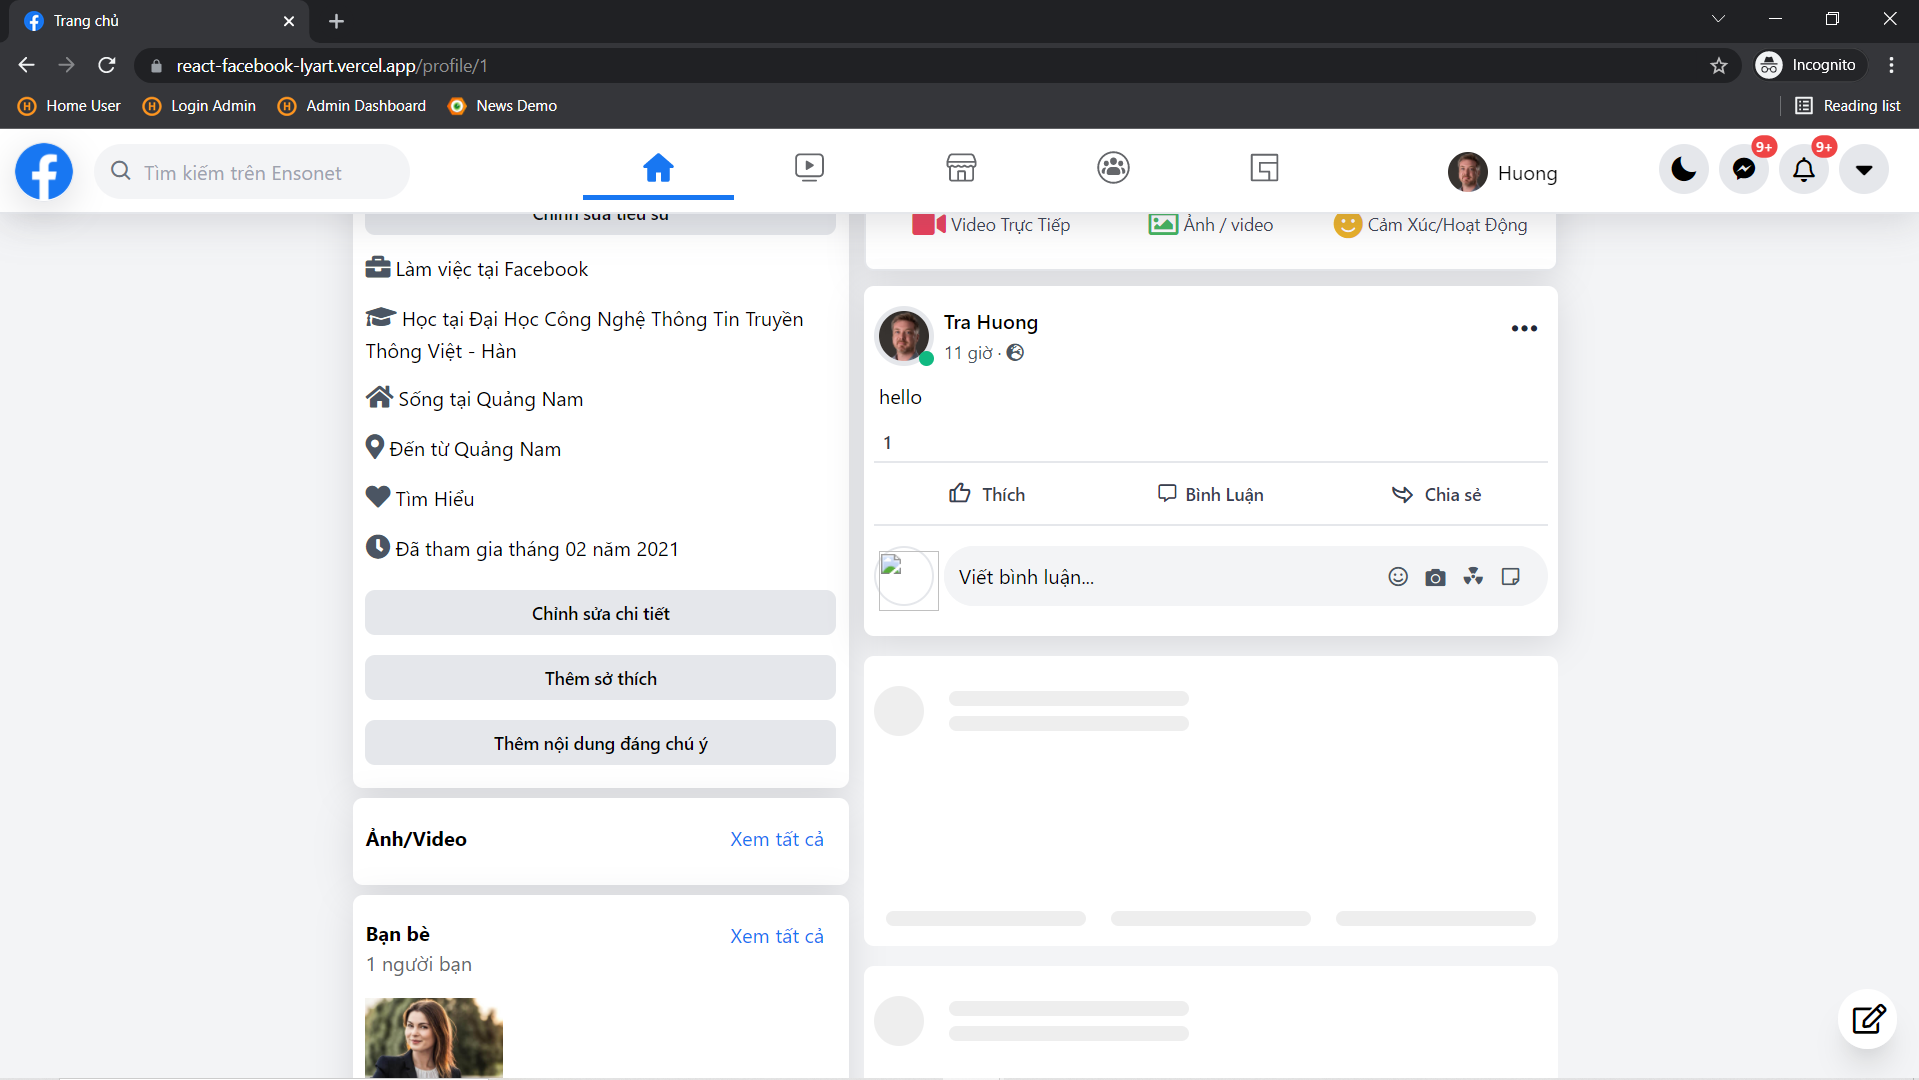 Trang chủ
react-facebook-lyart.vercel.app/profile/1
Incognito
Home User
Login Admin
Admin Dashboard
News Demo
Reading list
Tìm kiếm trên Ensonet
Huong
9+
9+
Chỉnh sửa tiểu sử
Làm việc tại Facebook
Học tại Đại Học Công Nghệ Thông Tin Truyền
Thông Việt - Hàn
Sống tại Quảng Nam
Đến từ Quảng Nam
Tìm Hiểu
Đã tham gia tháng 02 năm 2021
Chỉnh sửa chi tiết
Thêm sở thích
Thêm nội dung đáng chú ý
Ảnh/Video
Xem tất cả
Bạn bè
Xem tất cả
1 người bạn
Video Trực Tiếp
Ảnh / video
Cảm Xúc/Hoạt Động
Tra Huong
11 giờ ·
hello
1
Thích
Bình Luận
Chia sẻ
Viết bình luận...